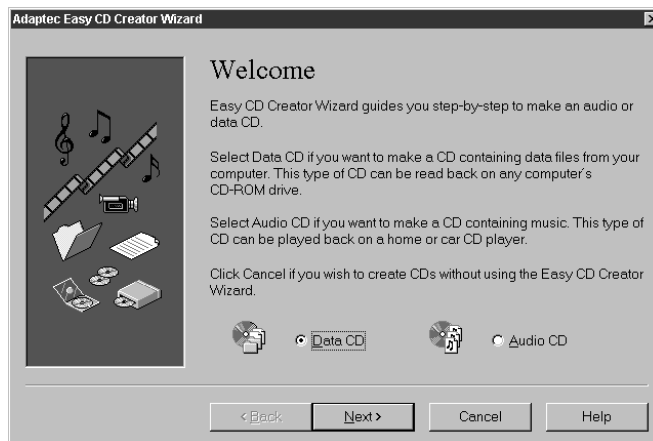 Adaptec Easy CD Creator Wizard
Welcome
Easy CD Creator Wizard guides you step-by-step to make an audio or
data CD.
Select Data CD if you want to make a CD containing data files from your
computer. This type of CD can be read back on any computer's
CD-ROM drive.
Select Audio CD if you want to make a CD containing music. This type of
CD can be played back on a home or car CD player.
Click Cancel if you wish to create CDs without using the Easy CD Creator
Wizard.
Data CD Audio CD
< Back Next > Cancel Help